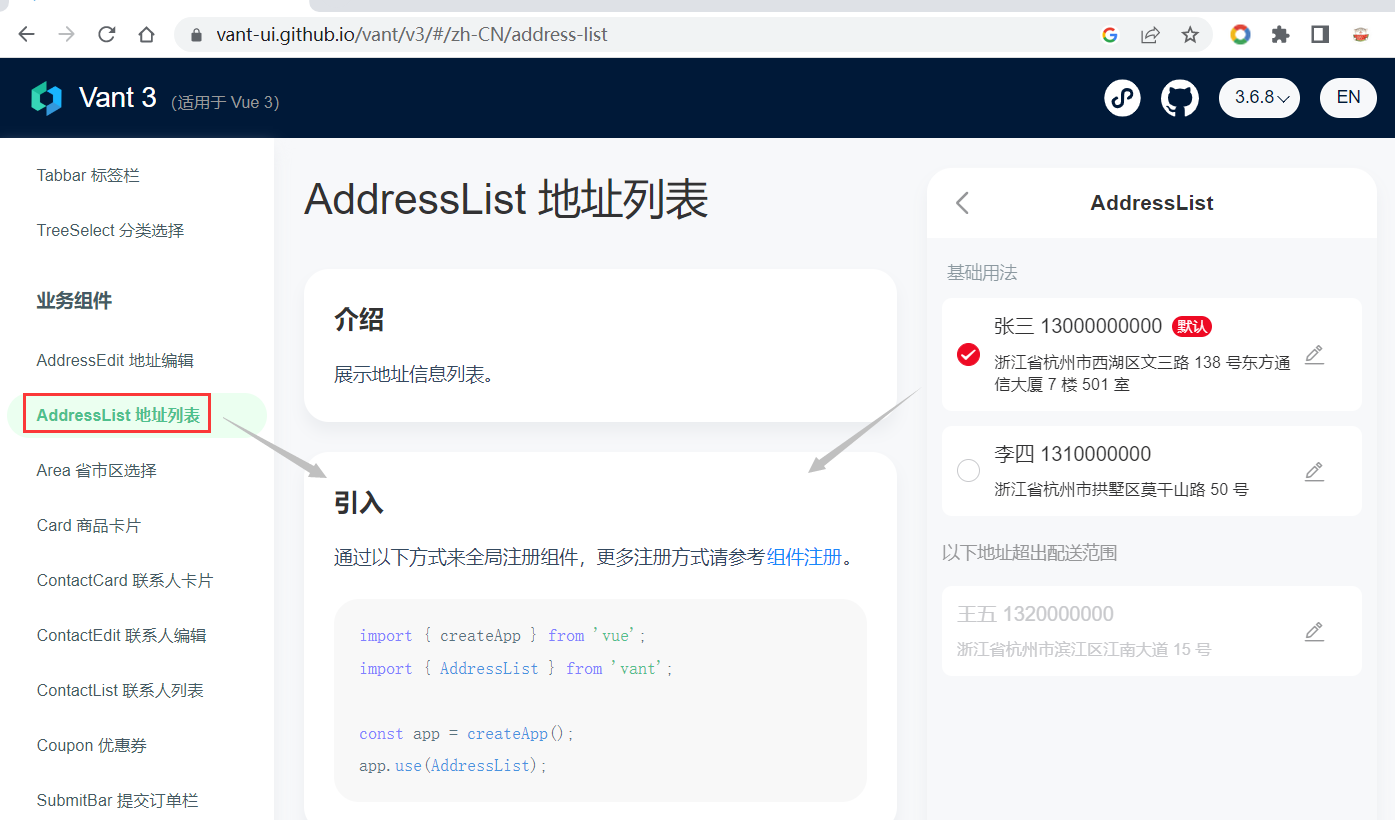 vant-ui.github.io/vant/v3/#/zh-CN/address-list
Vant 3 (适用于 Vue 3)
3.6.8
EN
Tabbar 标签栏
TreeSelect 分类选择
业务组件
AddressEdit 地址编辑
AddressList 地址列表
Area 省市区选择
Card 商品卡片
ContactCard 联系人卡片
ContactEdit 联系人编辑
ContactList 联系人列表
Coupon 优惠券
SubmitBar 提交订单栏
AddressList 地址列表
介绍
展示地址信息列表。
引入
通过以下方式来全局注册组件，更多注册方式请参考组件注册。
import { createApp } from 'vue';
import { AddressList } from 'vant';
const app = createApp();
app.use(AddressList);
AddressList
基础用法
张三 13000000000 默认
浙江省杭州市西湖区文三路 138 号东方通
信大厦 7 楼 501 室
李四 1310000000
浙江省杭州市拱墅区莫干山路 50 号
以下地址超出配送范围
王五 1320000000
浙江省杭州市滨江区江南大道 15 号